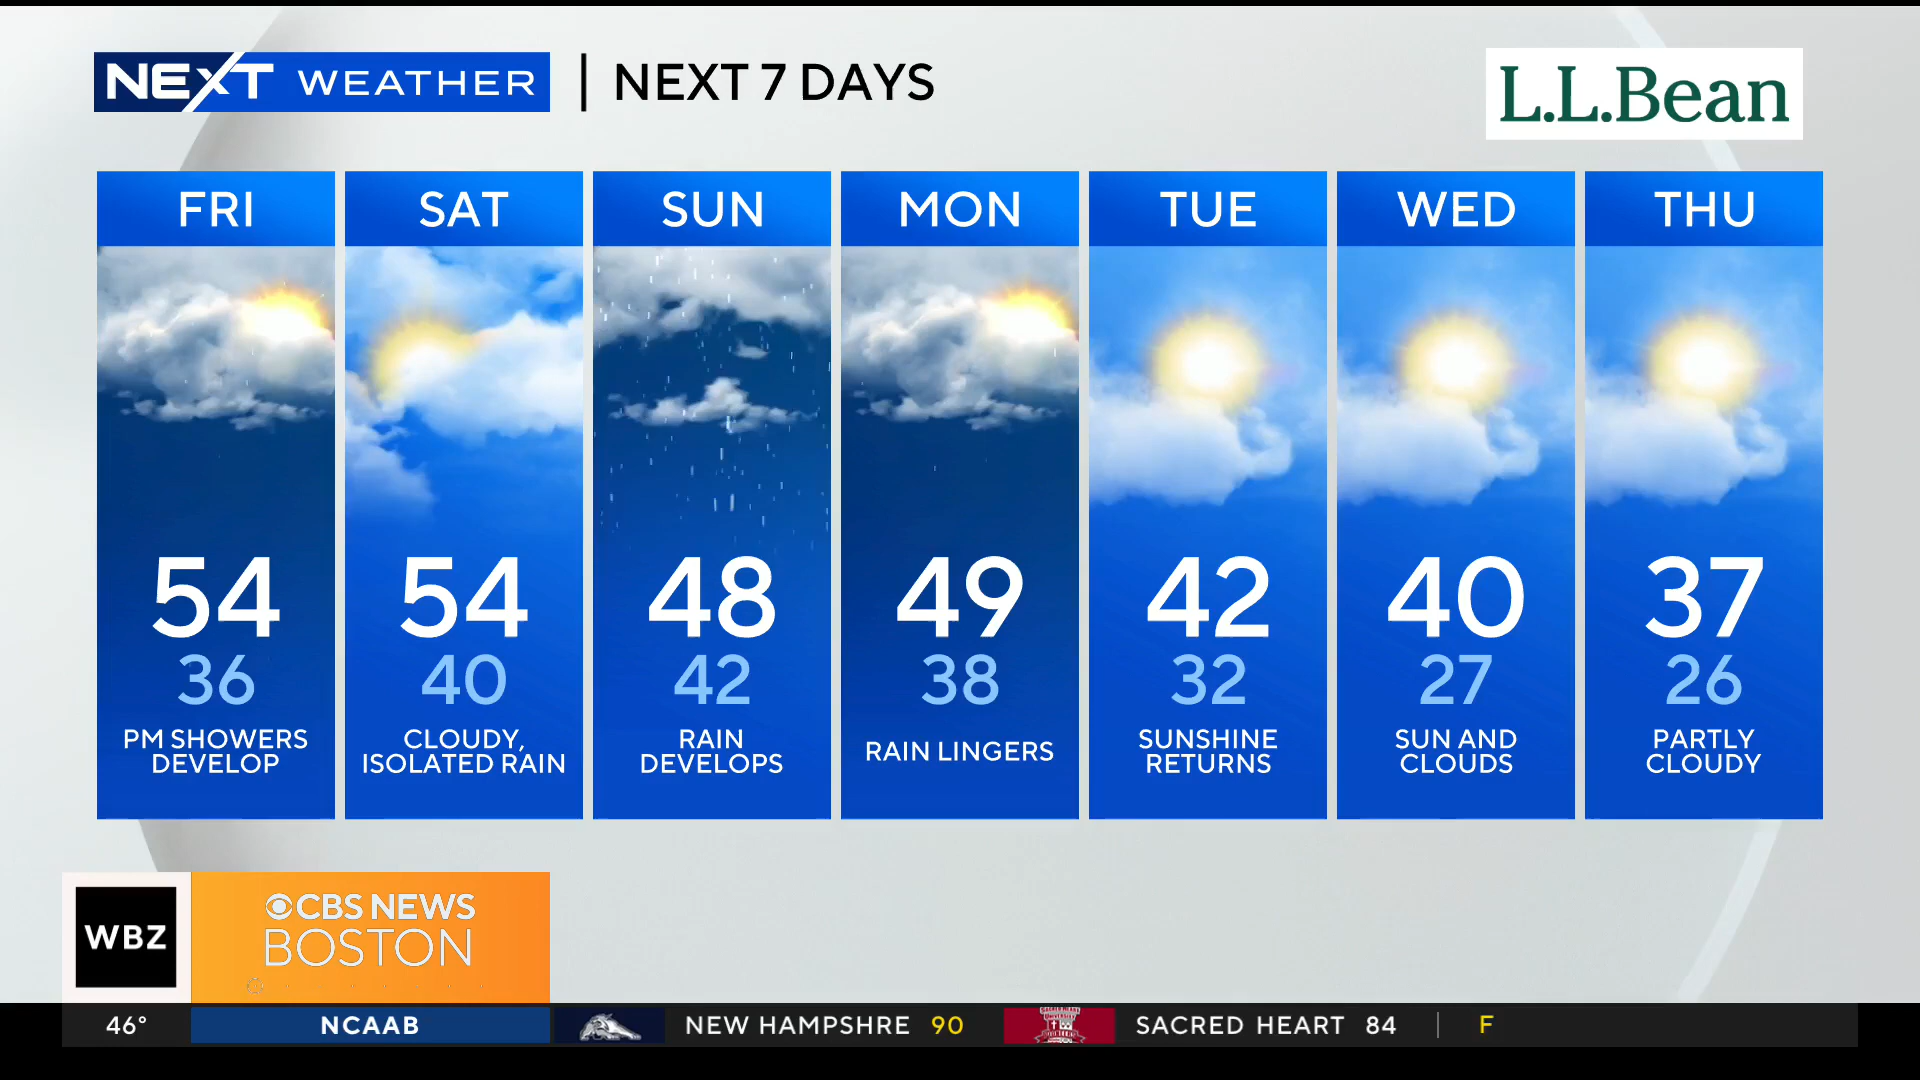 NEXT WEATHER | NEXT 7 DAYS
L.L.Bean
FRI SAT SUN MON TUE WED THU
54 54 48 49 42 40 37
36 40 42 38 32 27 26
PM SHOWERS
DEVELOP
CLOUDY,
ISOLATED RAIN
RAIN
DEVELOPS
RAIN LINGERS
SUNSHINE
RETURNS
SUN AND
CLOUDS
PARTLY
CLOUDY
WBZ
CBS NEWS
BOSTON
46° NCAAB NEW HAMPSHRE 90 SACRED HEART 84 | F